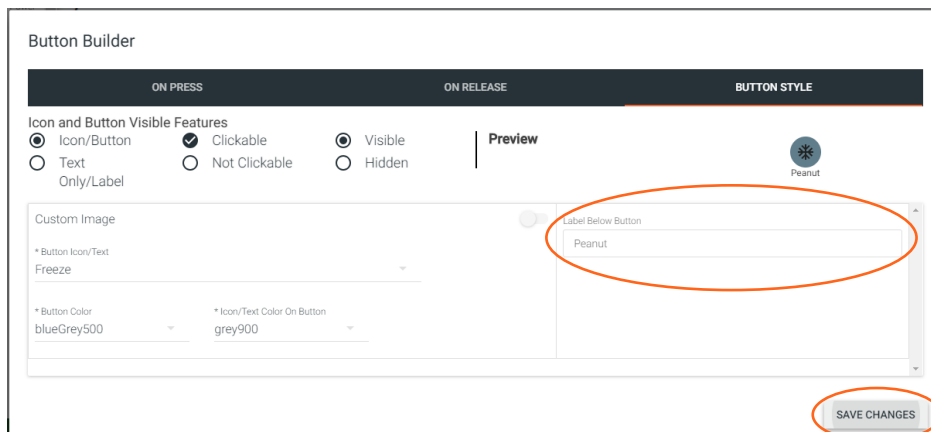 Button Builder
ON PRESS ON RELEASE BUTTON STYLE
Icon and Button Visible Features
Icon/Button Clickable Visible Preview
Text Not Clickable Hidden
Only/Label
Peanut
Custom Image Label Below Button
Peanut
* Button Icon/Text
Freeze
* Button Color * Icon/Text Color On Button
blueGrey500 grey900
SAVE CHANGES